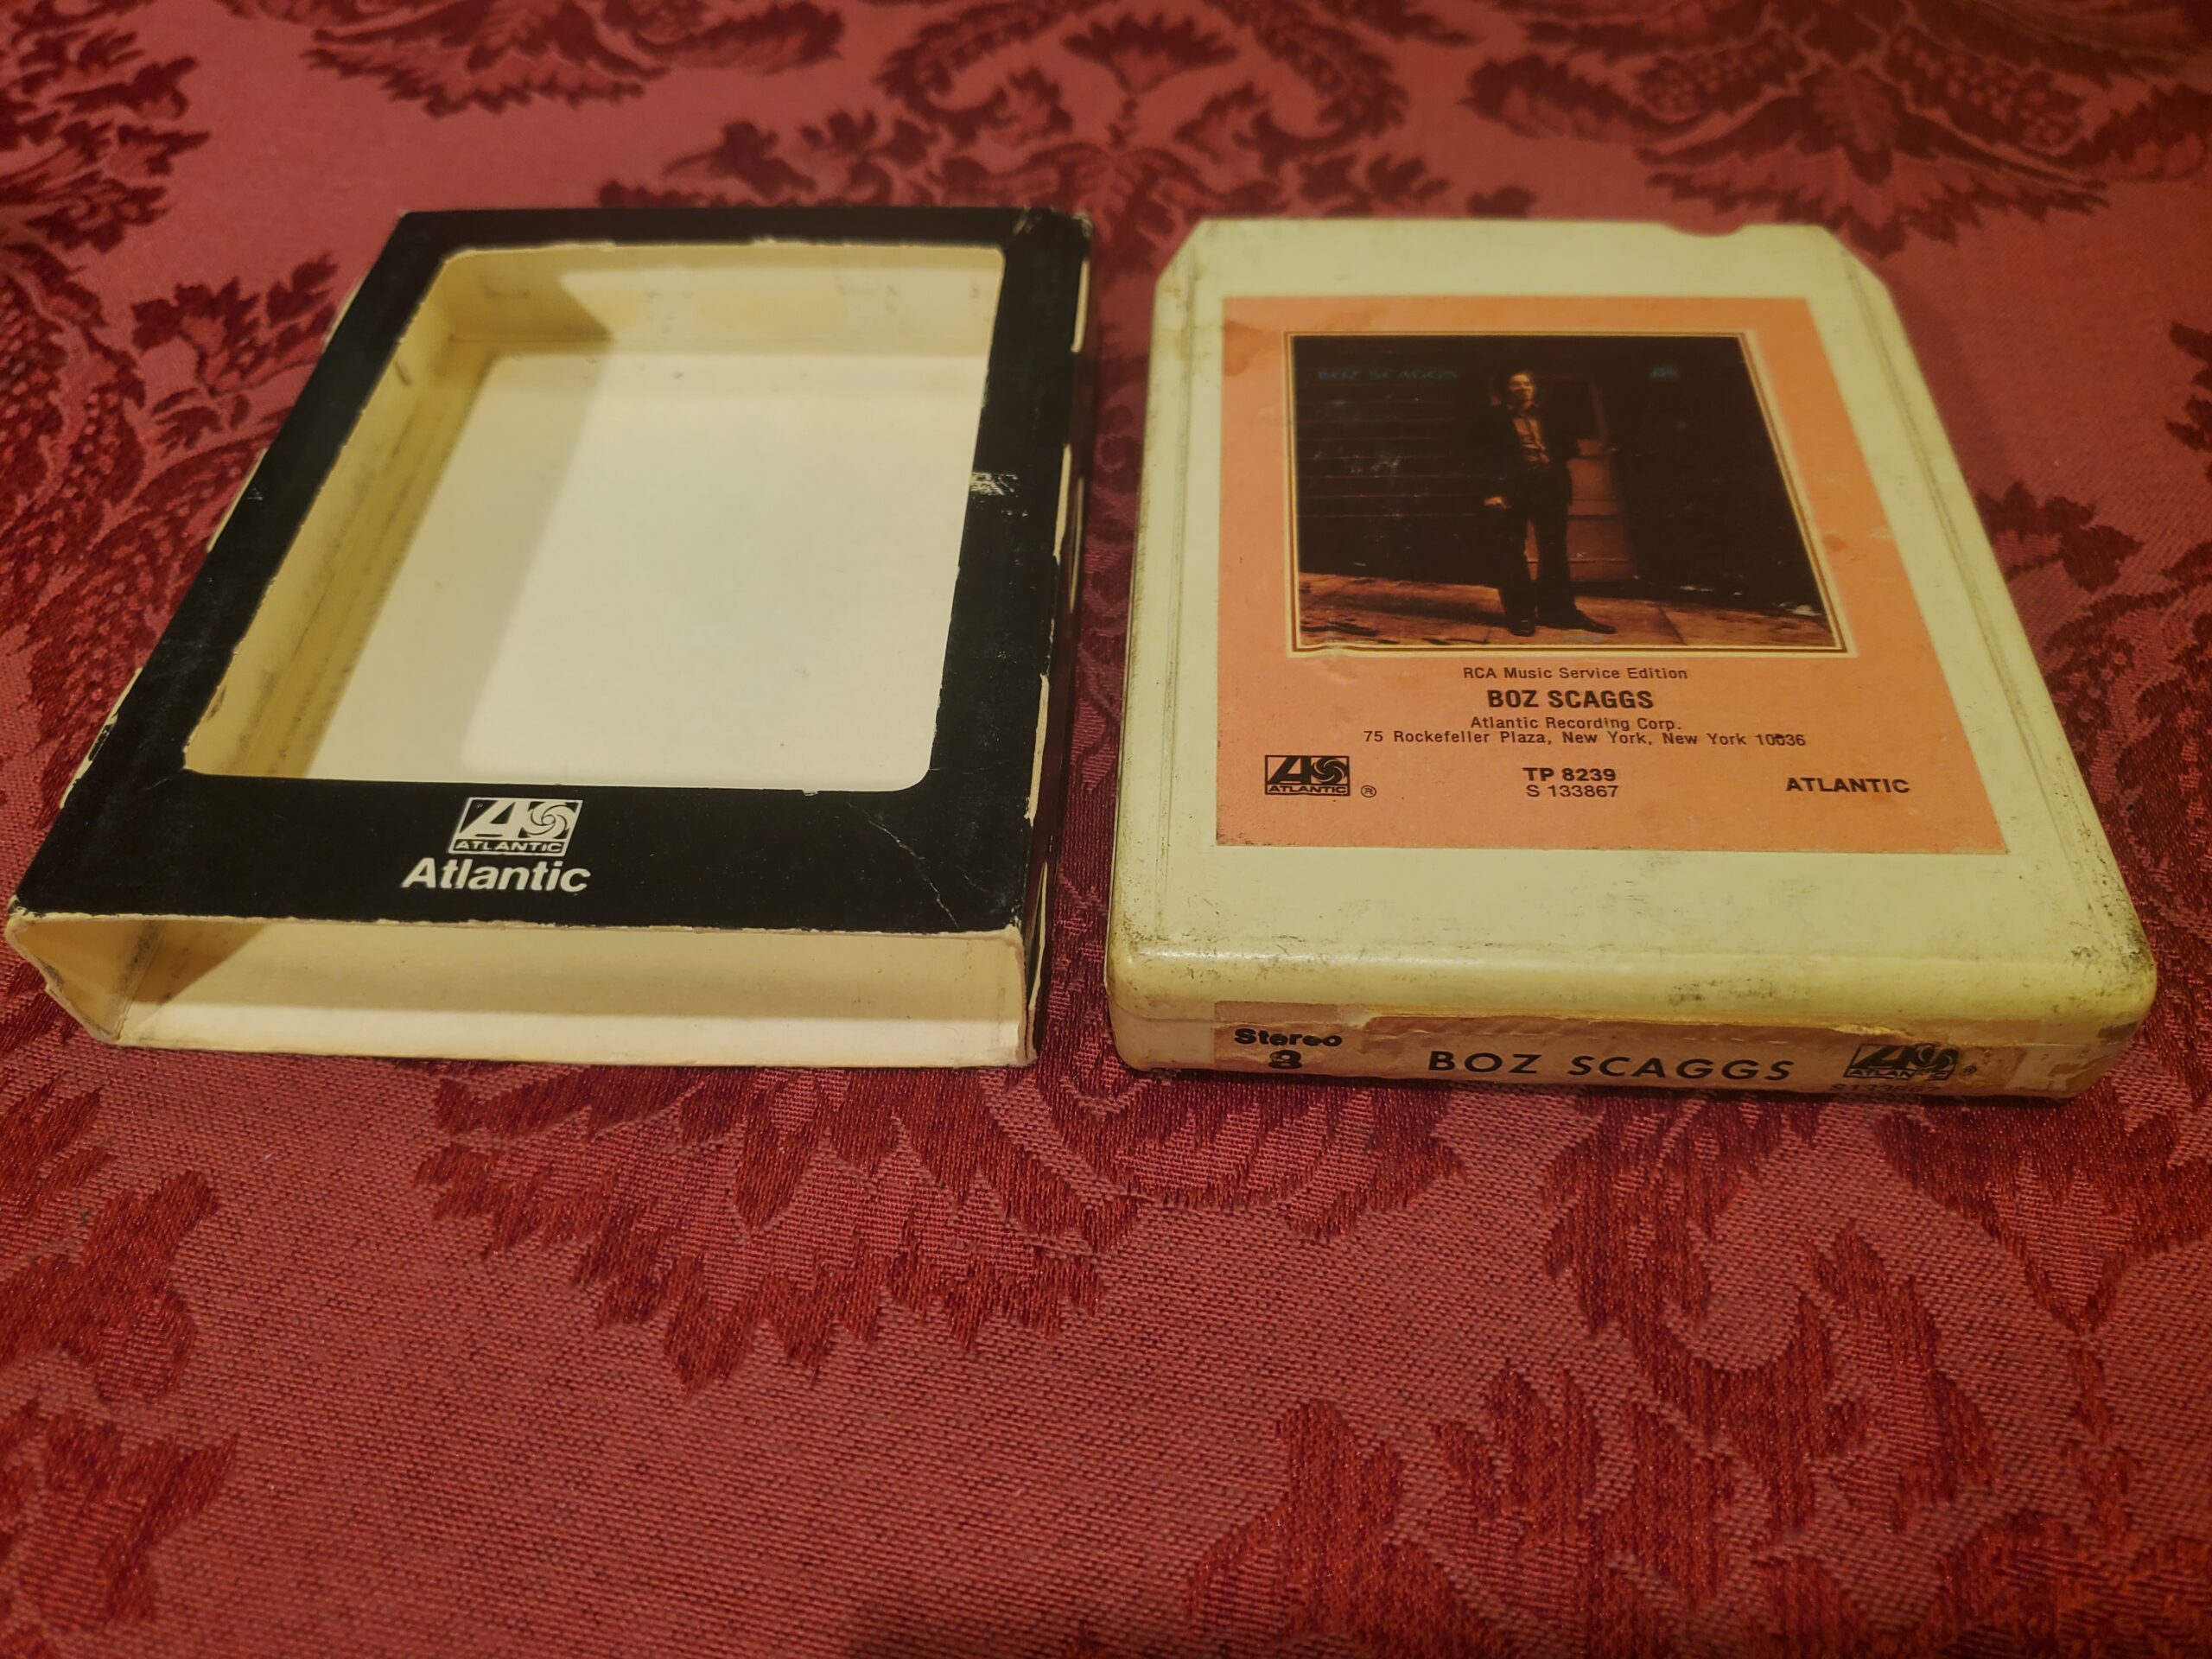 ATLANTIC
Atlantic
BOZ SCAGGS
RCA Music Service Edition
BOZ SCAGGS
Atlantic Recording Corp.
75 Rockefeller Plaza, New York, New York 10036
ATLANTIC ®
TP 8239
S 133867
ATLANTIC
Stereo
8
BOZ SCAGGS
ATLANTIC ®